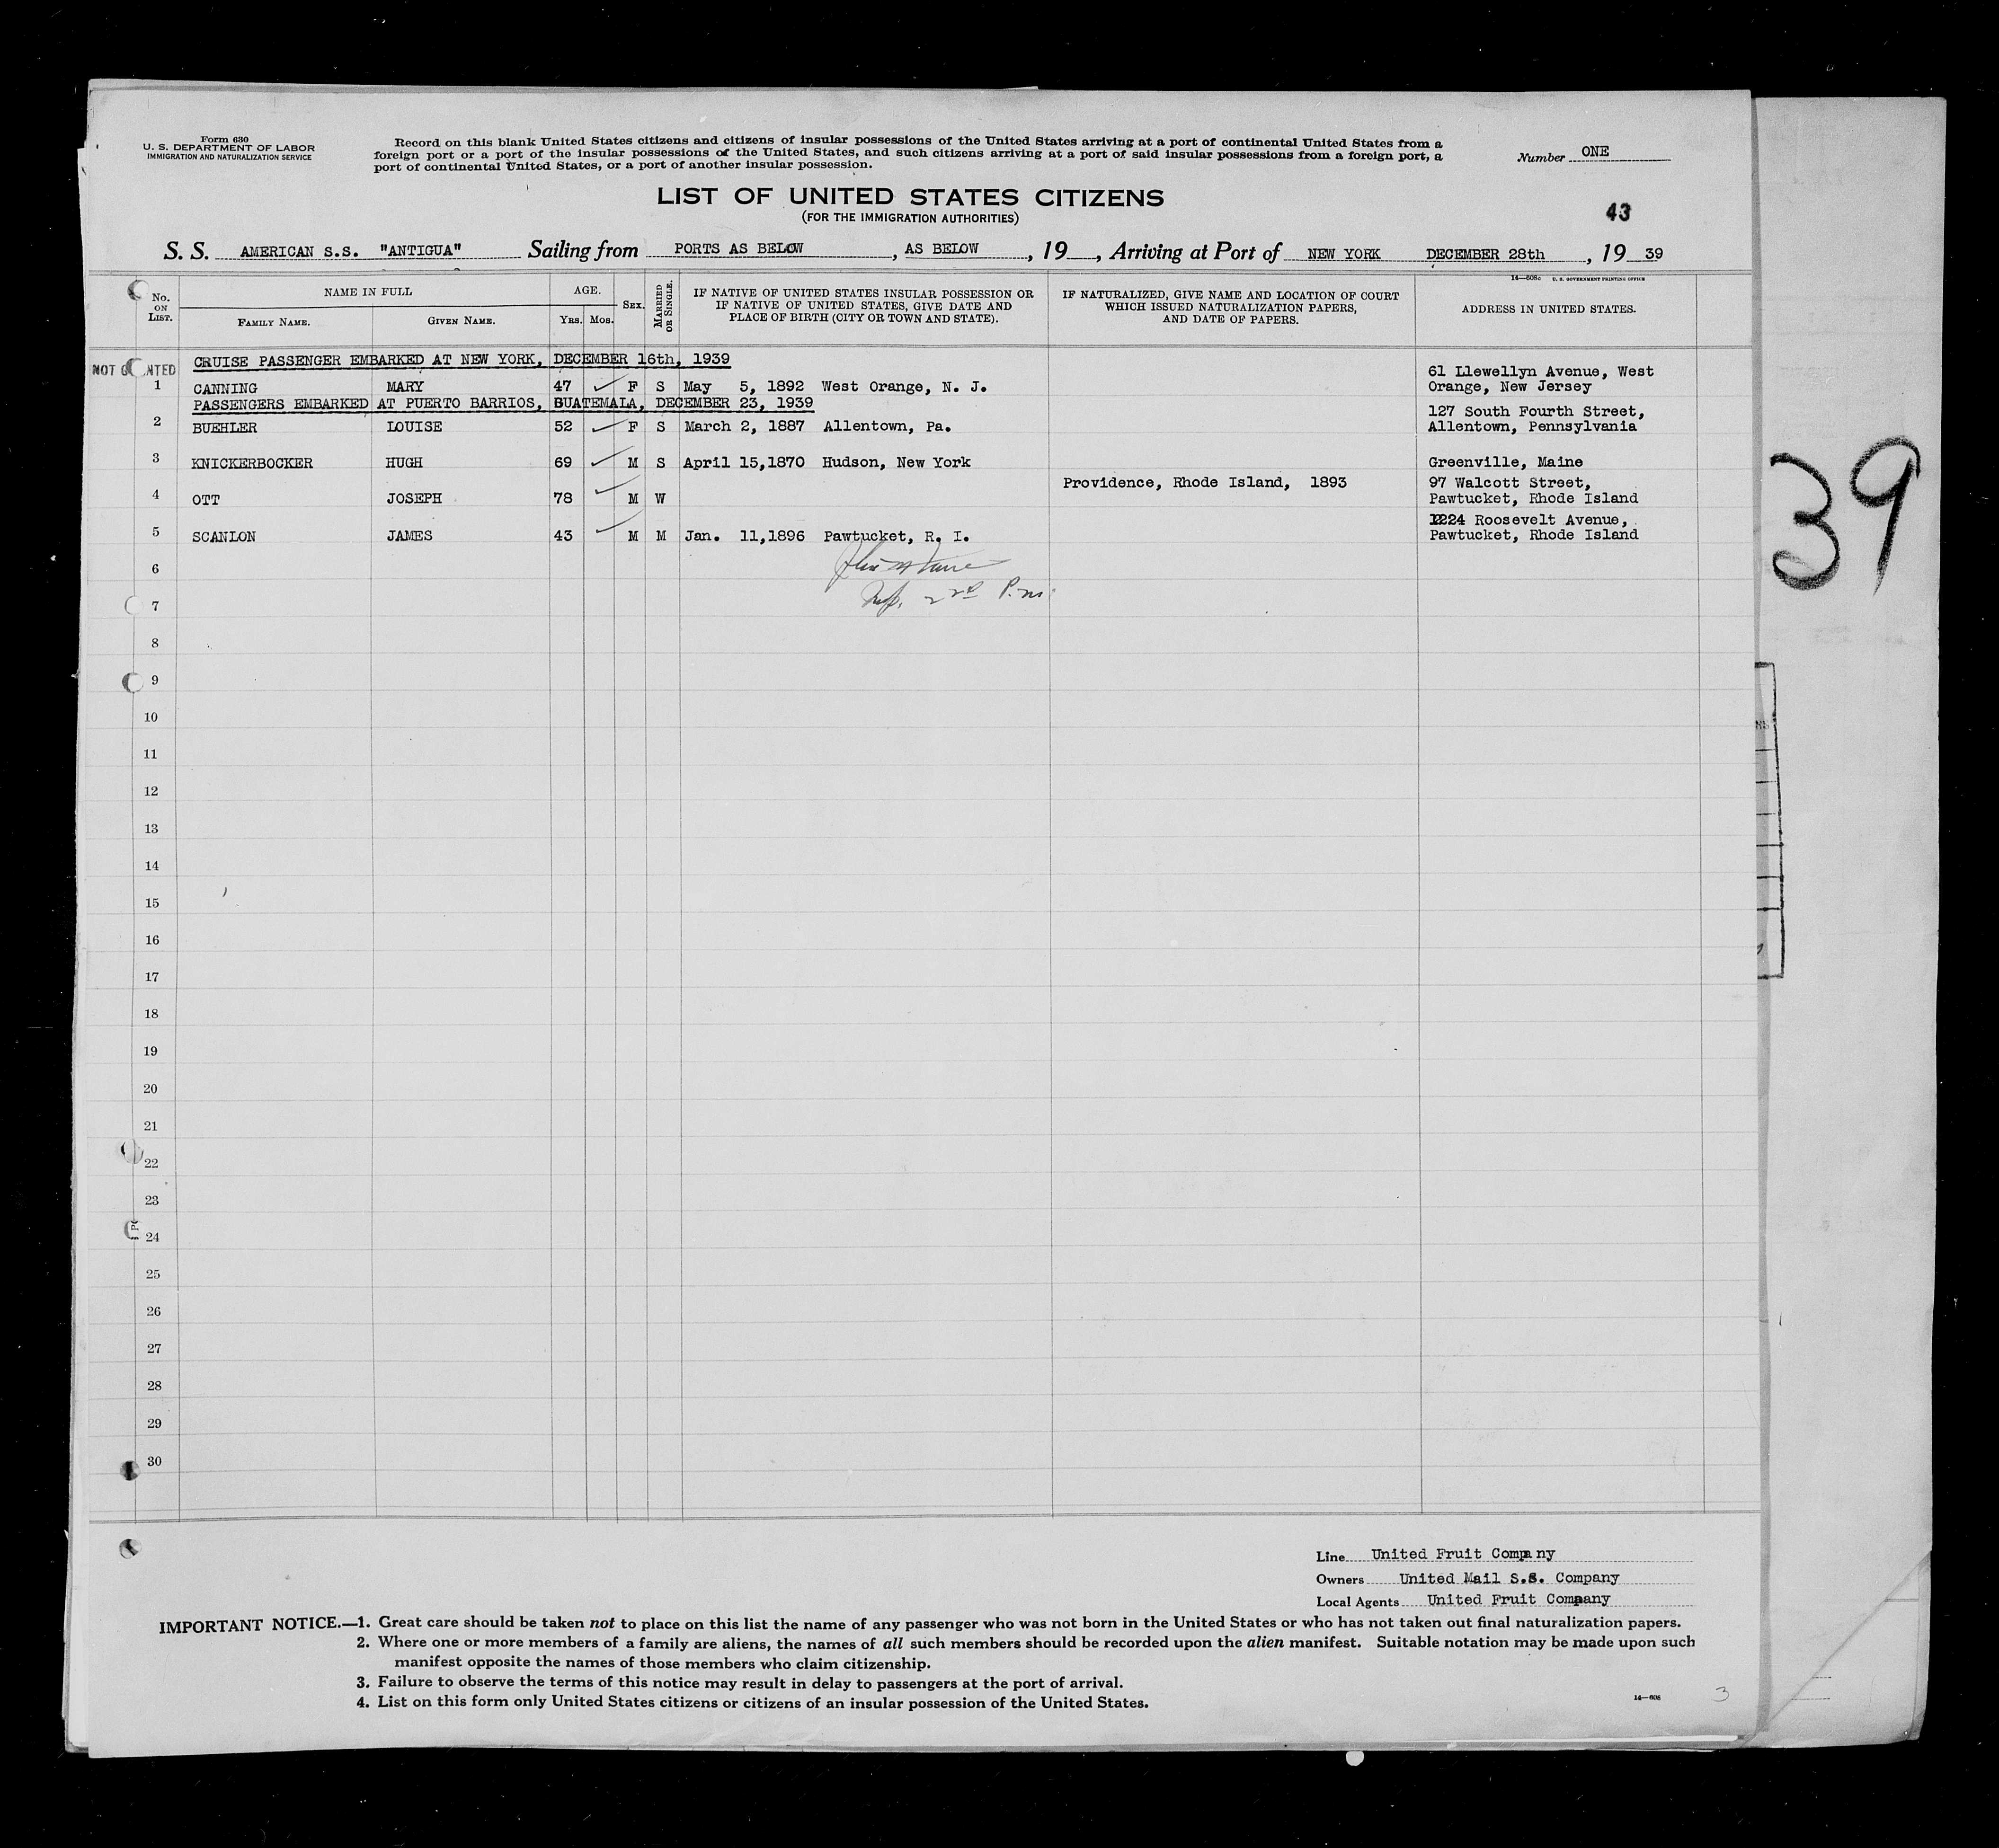 Form 630
U. S. DEPARTMENT OF LABOR
IMMIGRATION AND NATURALIZATION SERVICE
Record on this blank United States citizens and citizens of insular possessions of the United States arriving at a port of continental United States from a
foreign port or a port of the insular possessions of the United States, and such citizens arriving at a port of said insular possessions from a foreign port, a
port of continental United States, or a port of another insular possession.
Number ONE
LIST OF UNITED STATES CITIZENS
(FOR THE IMMIGRATION AUTHORITIES)
43
S. S. AMERICAN S.S. "ANTIGUA" Sailing from PORTS AS BELOW, AS BELOW, 19 , Arriving at Port of NEW YORK DECEMBER 28th, 19 39
14—608a U. S. GOVERNMENT PRINTING OFFICE
No. ON LIST. NAME IN FULL FAMILY NAME. GIVEN NAME. AGE. YRS. MOS. SEX. MARRIED OR SINGLE. IF NATIVE OF UNITED STATES INSULAR POSSESSION OR IF NATIVE OF UNITED STATES, GIVE DATE AND PLACE OF BIRTH (CITY OR TOWN AND STATE). IF NATURALIZED, GIVE NAME AND LOCATION OF COURT WHICH ISSUED NATURALIZATION PAPERS, AND DATE OF PAPERS. ADDRESS IN UNITED STATES.
CRUISE PASSENGER EMBARKED AT NEW YORK, DECEMBER 16th, 1939
NOT
61 Llewellyn Avenue, West
1 CANNING MARY 47 F S May 5, 1892 West Orange, N. J. Orange, New Jersey
PASSENGERS EMBARKED AT PUERTO BARRIOS, GUATEMALA, DECEMBER 23, 1939
127 South Fourth Street,
2 BUEHLER LOUISE 52 F S March 2, 1887 Allentown, Pa. Allentown, Pennsylvania
3 KNICKERBOCKER HUGH 69 M S April 15,1870 Hudson, New York Greenville, Maine
Providence, Rhode Island, 1893 97 Walcott Street,
4 OTT JOSEPH 78 M W Pawtucket, Rhode Island
1224 Roosevelt Avenue,
5 SCANLON JAMES 43 M M Jan. 11,1896 Pawtucket, R. I. Pawtucket, Rhode Island
6
7
8
9
10
11
12
13
14
15
16
17
18
19
20
21
22
23
24
25
26
27
28
29
30
39
Line United Fruit Company
Owners United Mail S.S. Company
Local Agents United Fruit Company
IMPORTANT NOTICE.—1. Great care should be taken not to place on this list the name of any passenger who was not born in the United States or who has not taken out final naturalization papers.
2. Where one or more members of a family are aliens, the names of all such members should be recorded upon the alien manifest. Suitable notation may be made upon such
manifest opposite the names of those members who claim citizenship.
3. Failure to observe the terms of this notice may result in delay to passengers at the port of arrival.
4. List on this form only United States citizens or citizens of an insular possession of the United States.
14—608
3